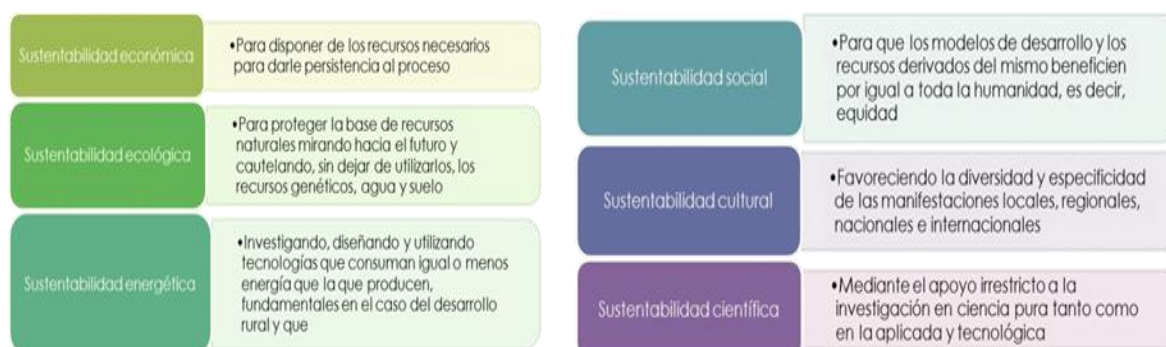 Sustentabilidad económica
•Para disponer de los recursos necesarios
para darle persistencia al proceso
Sustentabilidad ecológica
•Para proteger la base de recursos
naturales mirando hacia el futuro y
cautelando, sin dejar de utilizarlos, los
recursos genéticos, agua y suelo
Sustentabilidad energética
•Investigando, diseñando y utilizando
tecnologías que consuman igual o menos
energía que la que producen,
fundamentales en el caso del desarrollo
rural y que
Sustentabilidad social
•Para que los modelos de desarrollo y los
recursos derivados del mismo beneficien
por igual a toda la humanidad, es decir,
equidad
Sustentabilidad cultural
•Favoreciendo la diversidad y especificidad
de las manifestaciones locales, regionales,
nacionales e internacionales
Sustentabilidad científica
•Mediante el apoyo irrestricto a la
investigación en ciencia pura tanto como
en la aplicada y tecnológica